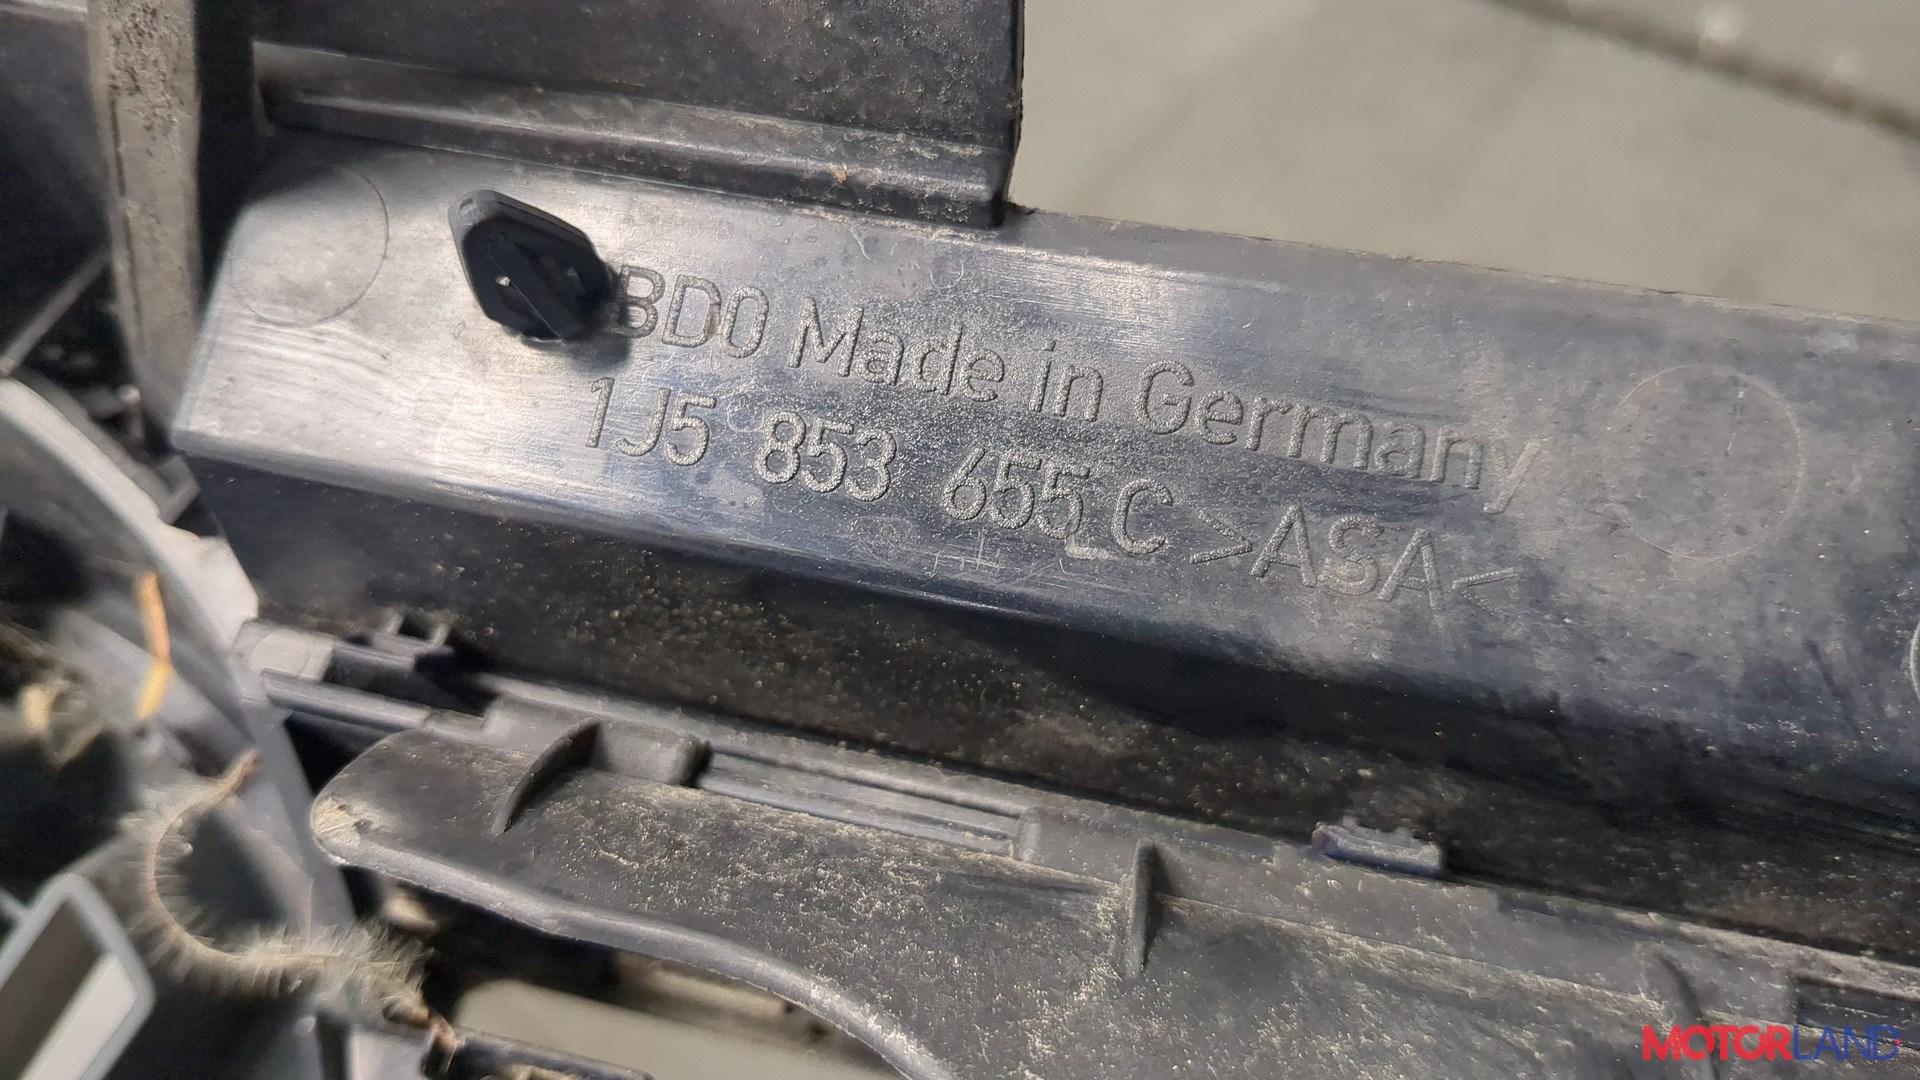 BD0 Made in Germany
1J5 853 655 C >ASA<
MOTORLAND